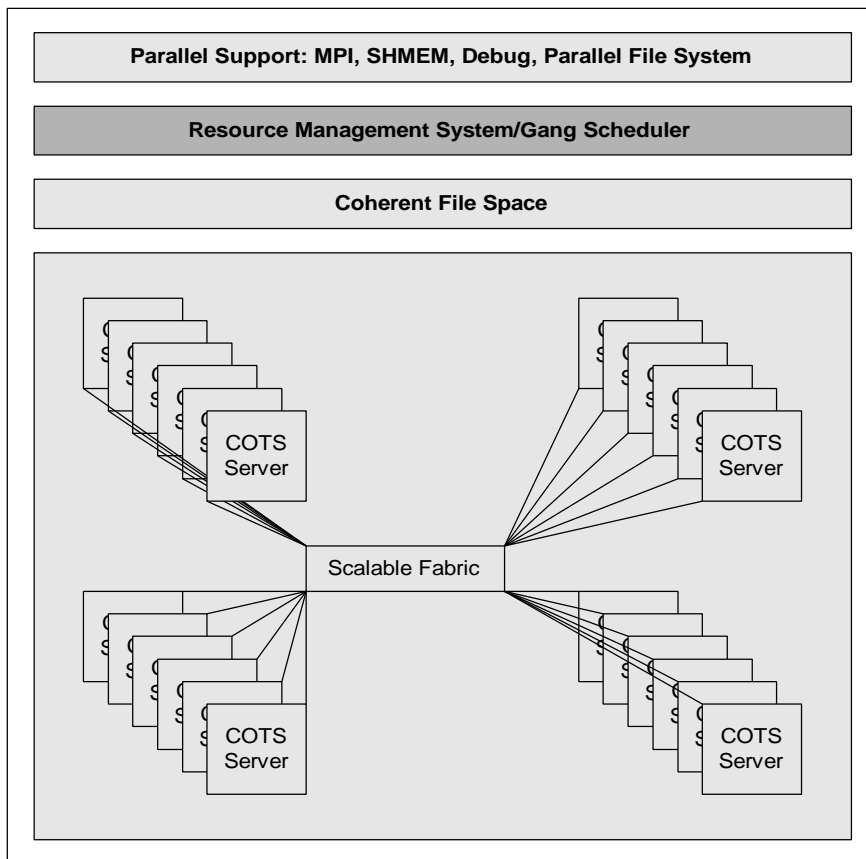 Parallel Support: MPI, SHMEM, Debug, Parallel File System
Resource Management System/Gang Scheduler
Coherent File Space
COTS
Server
COTS
Server
Scalable Fabric
COTS
Server
COTS
Server